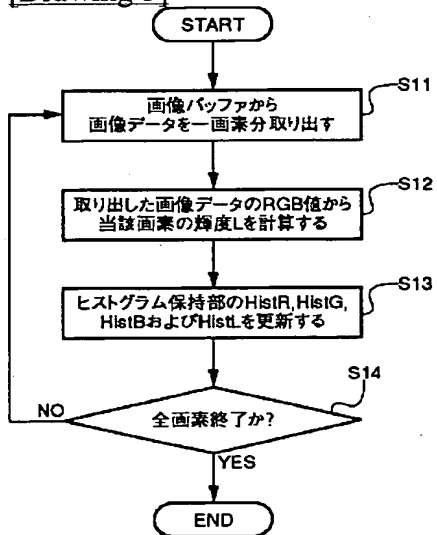 START
画像バッファから
画像データを一画素分取り出す
S11
取り出した画像データのRGB値から
当該画素の輝度Lを計算する
S12
ヒストグラム保持部のHistR,HistG,
HistBおよびHistLを更新する
S13
全画素終了か?
S14
NO
YES
END